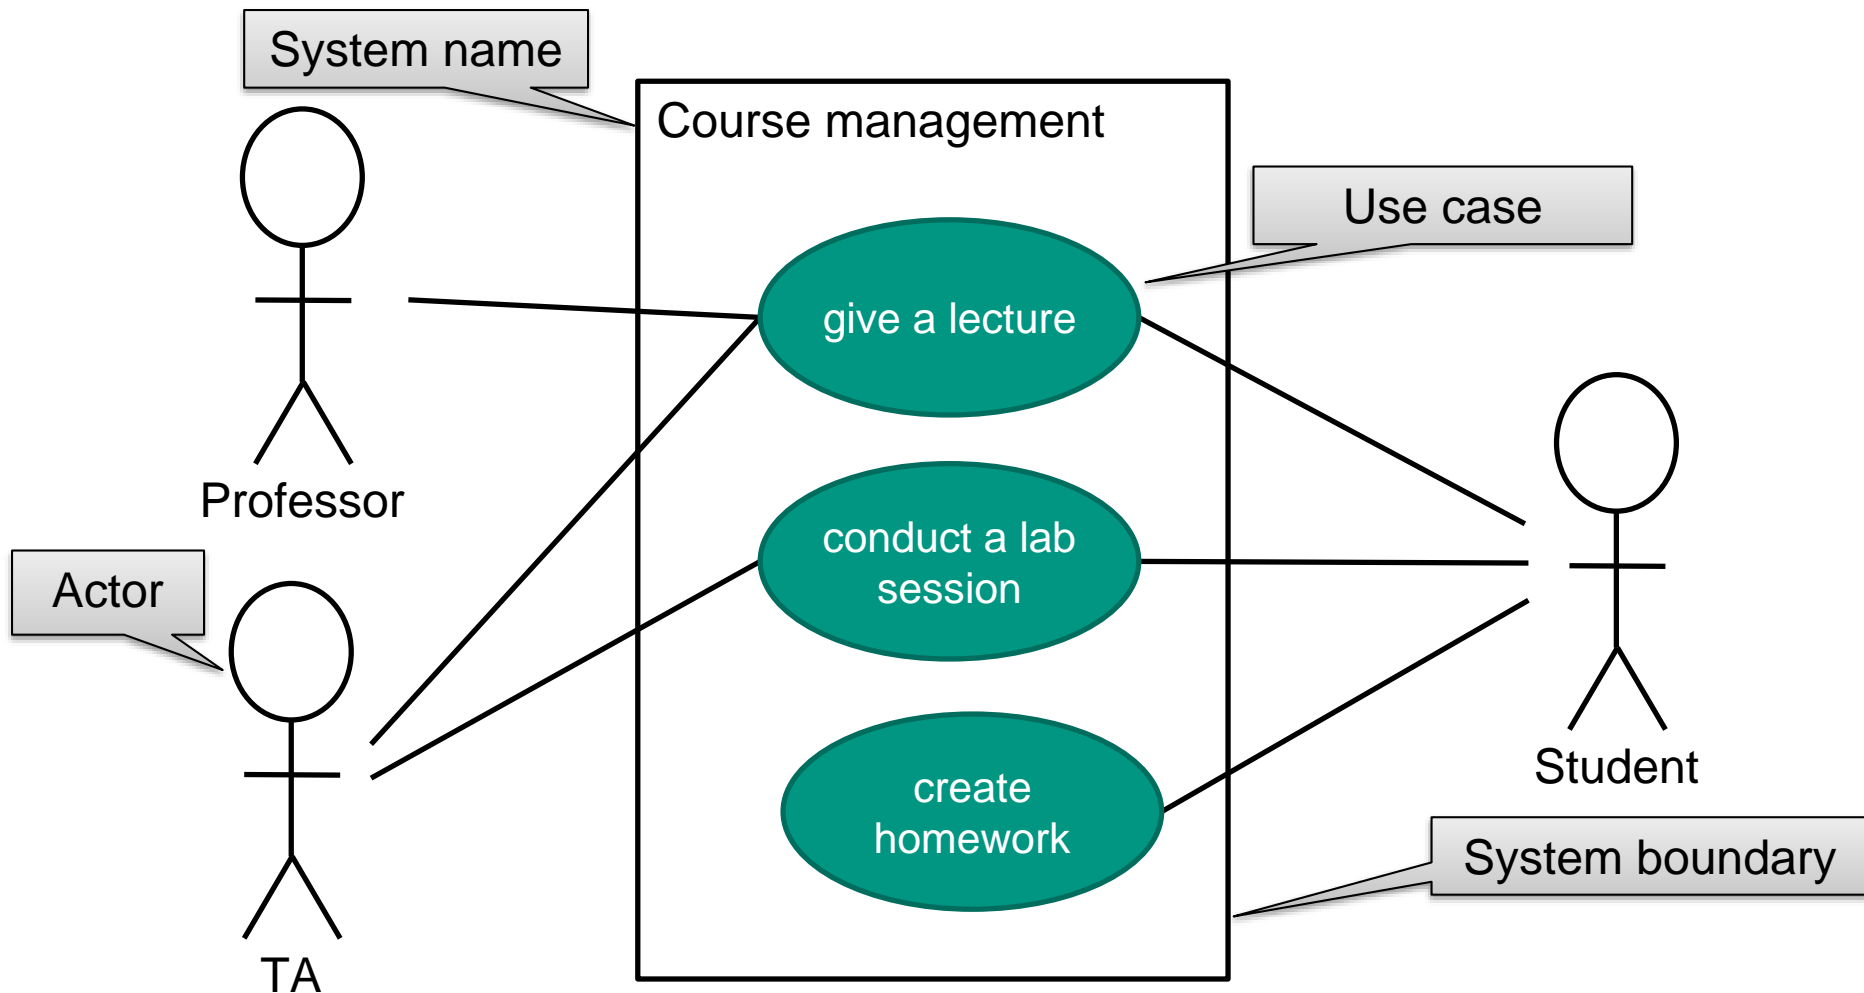 System name
Course management
Use case
give a lecture
Professor
conduct a lab
session
Actor
Student
create
homework
System boundary
TA